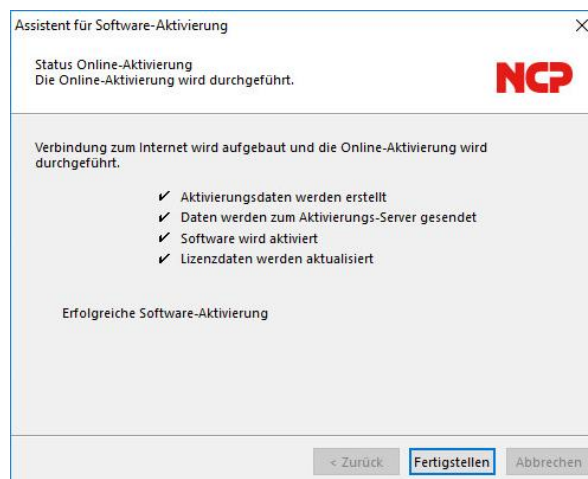 Assistent für Software-Aktivierung
Status Online-Aktivierung
Die Online-Aktivierung wird durchgeführt.
NCP
Verbindung zum Internet wird aufgebaut und die Online-Aktivierung wird
durchgeführt.
✔ Aktivierungsdaten werden erstellt
✔ Daten werden zum Aktivierungs-Server gesendet
✔ Software wird aktiviert
✔ Lizenzdaten werden aktualisiert
Erfolgreiche Software-Aktivierung
< Zurück Fertigstellen Abbrechen